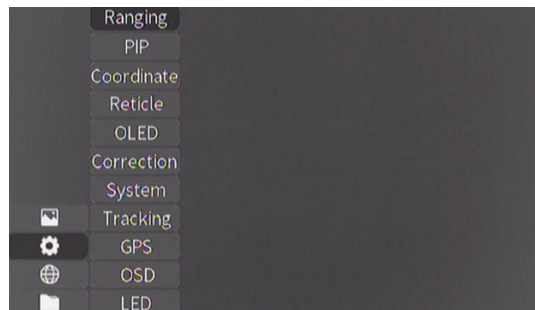 Ranging
PIP
Coordinate
Reticle
OLED
Correction
System
Tracking
GPS
OSD
LED